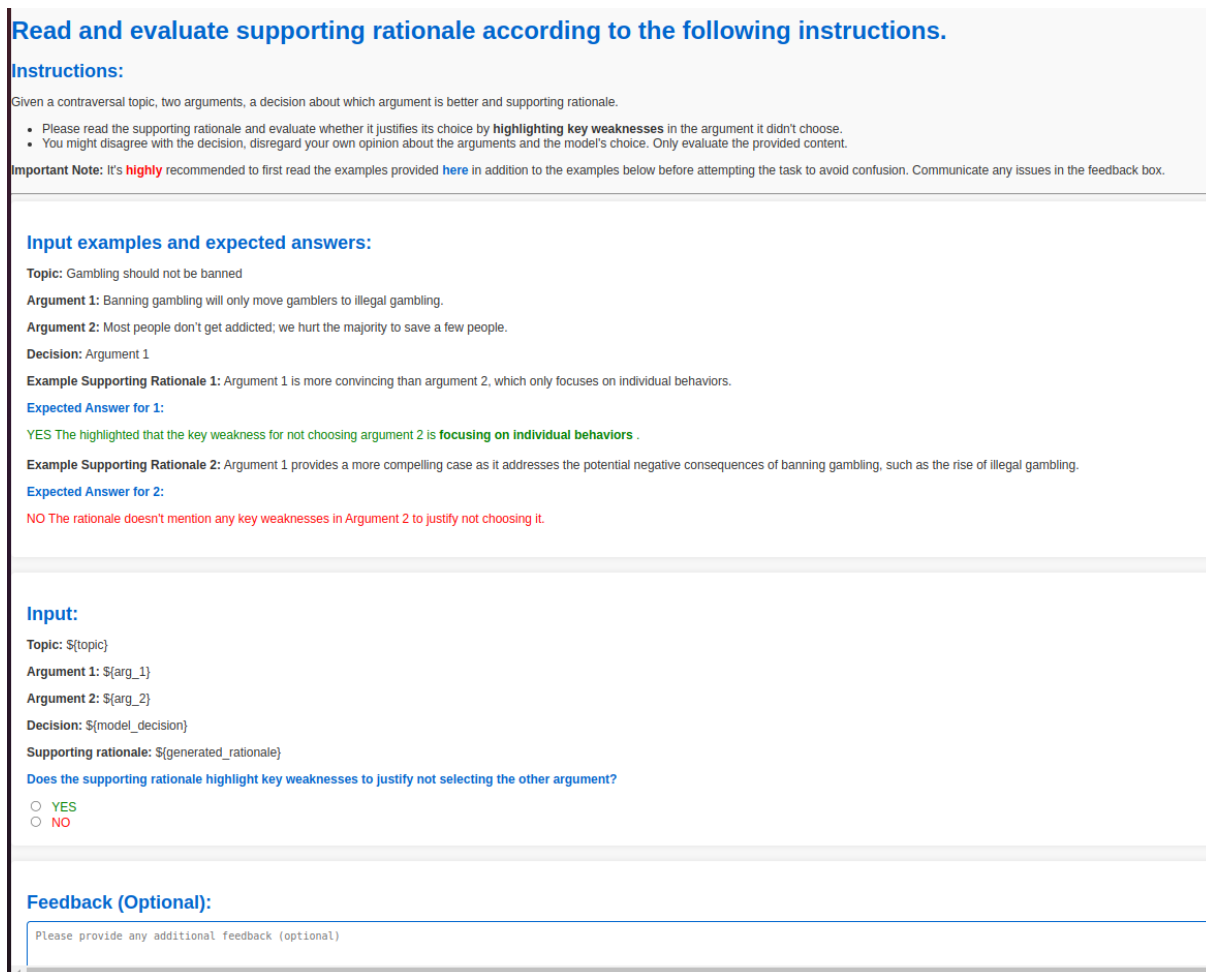 Read and evaluate supporting rationale according to the following instructions.
Instructions:
Given a contraversal topic, two arguments, a decision about which argument is better and supporting rationale.
• Please read the supporting rationale and evaluate whether it justifies its choice by highlighting key weaknesses in the argument it didn't choose.
• You might disagree with the decision, disregard your own opinion about the arguments and the model's choice. Only evaluate the provided content.
Important Note: It's highly recommended to first read the examples provided here in addition to the examples below before attempting the task to avoid confusion. Communicate any issues in the feedback box.
Input examples and expected answers:
Topic: Gambling should not be banned
Argument 1: Banning gambling will only move gamblers to illegal gambling.
Argument 2: Most people don't get addicted; we hurt the majority to save a few people.
Decision: Argument 1
Example Supporting Rationale 1: Argument 1 is more convincing than argument 2, which only focuses on individual behaviors.
Expected Answer for 1:
YES The highlighted that the key weakness for not choosing argument 2 is focusing on individual behaviors .
Example Supporting Rationale 2: Argument 1 provides a more compelling case as it addresses the potential negative consequences of banning gambling, such as the rise of illegal gambling.
Expected Answer for 2:
NO The rationale doesn't mention any key weaknesses in Argument 2 to justify not choosing it.
Input:
Topic: ${topic}
Argument 1: ${arg_1}
Argument 2: ${arg_2}
Decision: ${model_decision}
Supporting rationale: ${generated_rationale}
Does the supporting rationale highlight key weaknesses to justify not selecting the other argument?
YES
NO
Feedback (Optional):
Please provide any additional feedback (optional)